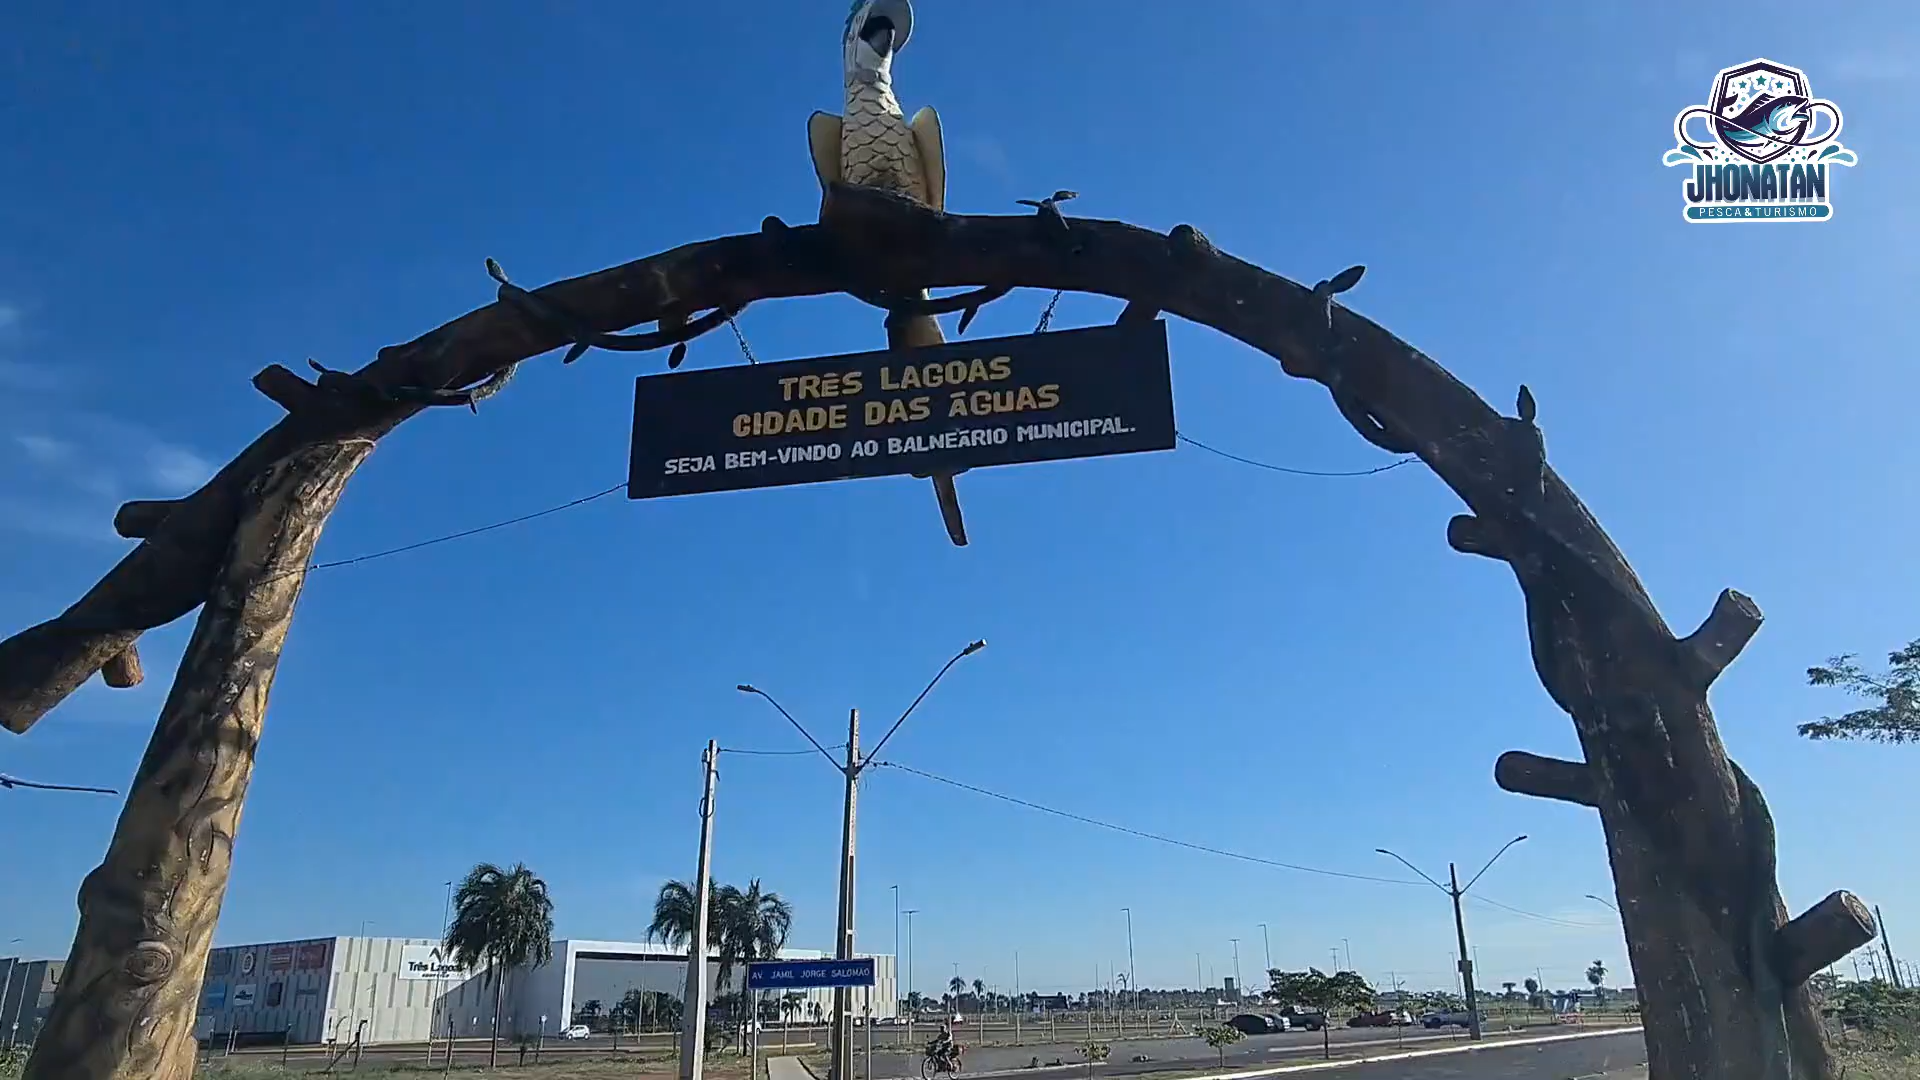 JHONATAN
PESCA&TURISMO
TRÊS LAGOAS
CIDADE DAS ÁGUAS
SEJA BEM-VINDO AO BALNEÁRIO MUNICIPAL.
Três Lagoas
AV. JAMIL JORGE SALOMÃO